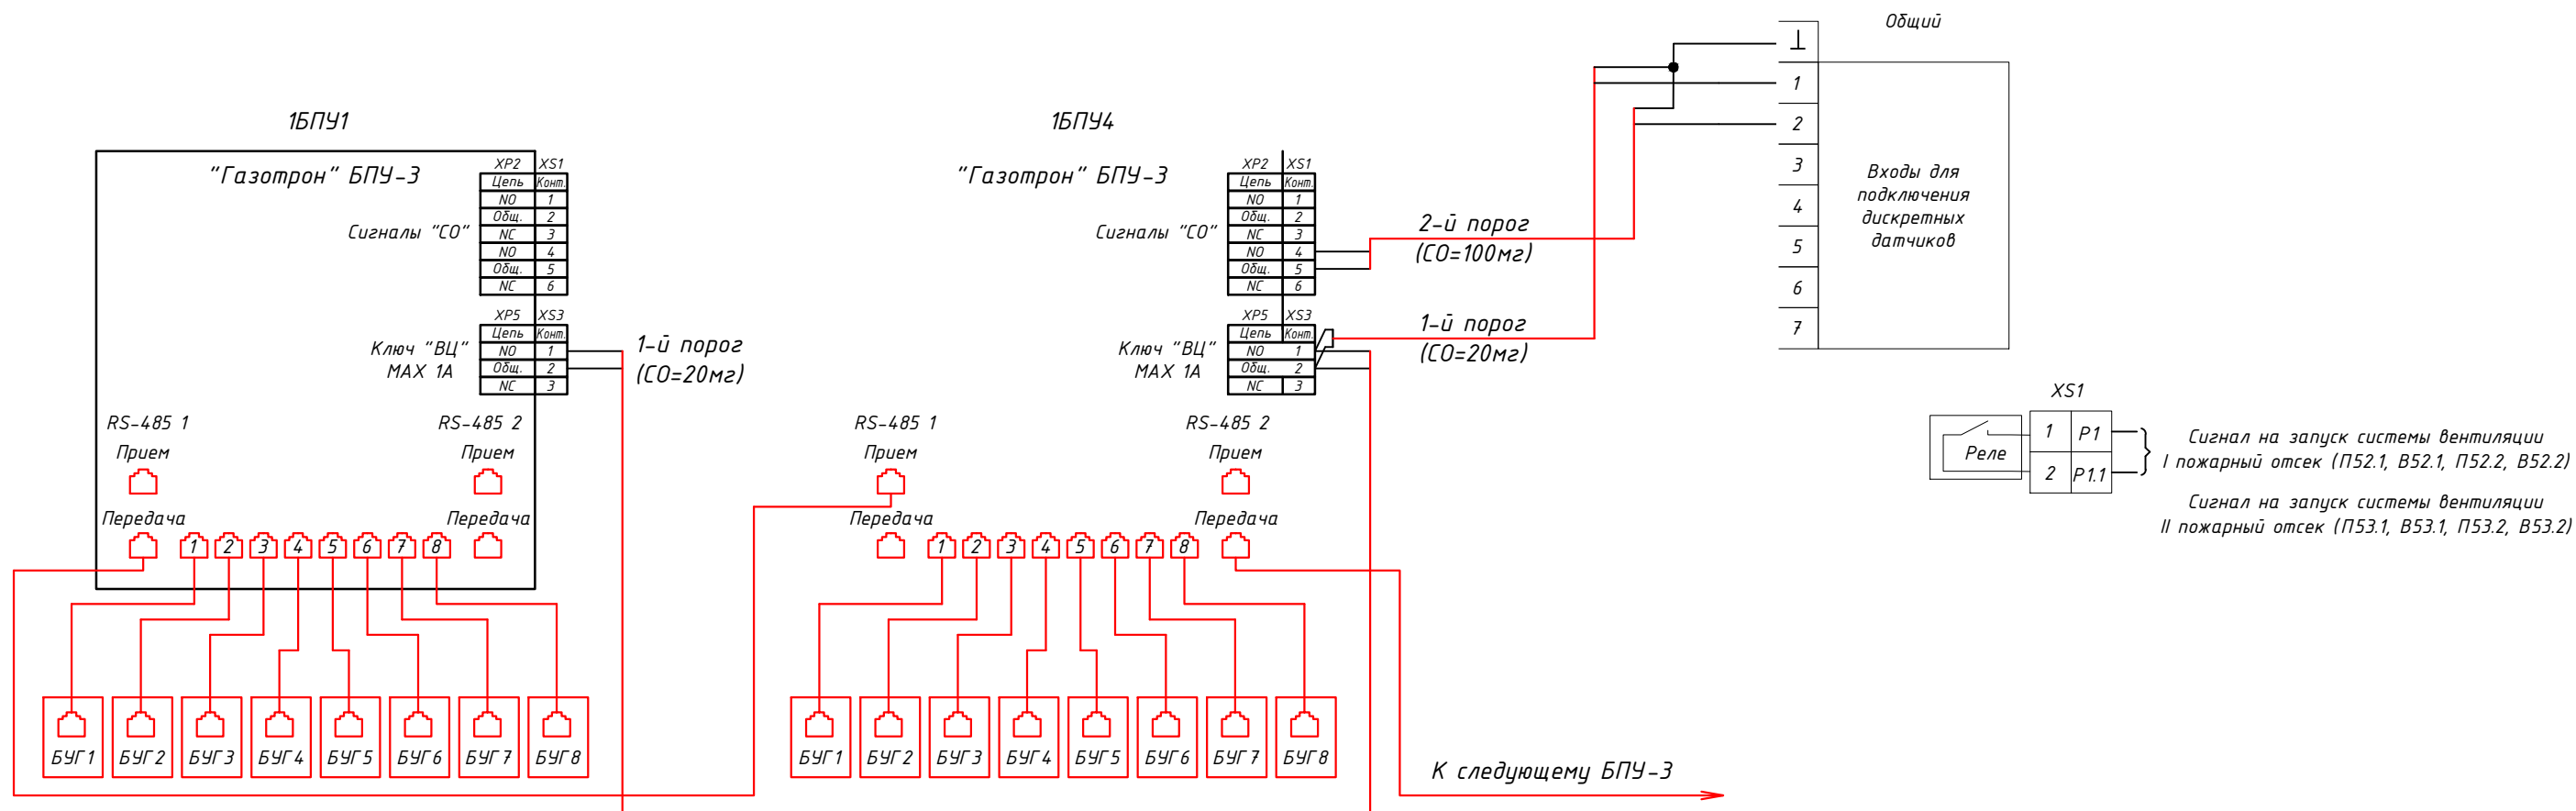 1БПУ1
"Газотрон" БПУ-3
XP2 XS1
Цепь Конт.
NO 1
Общ. 2
NC 3
NO 4
Общ. 5
NC 6
Сигналы "СО"
XP5 XS3
Цепь Конт.
NO 1
Общ. 2
NC 3
Ключ "ВЦ"
MAX 1А
1-й порог
(СО=20мг)
RS-485 1
Прием
Передача
RS-485 2
Прием
Передача
1 2 3 4 5 6 7 8
БУГ1 БУГ2 БУГ3 БУГ4 БУГ5 БУГ6 БУГ7 БУГ8
1БПУ4
"Газотрон" БПУ-3
XP2 XS1
Цепь Конт.
NO 1
Общ. 2
NC 3
NO 4
Общ. 5
NC 6
Сигналы "СО"
XP5 XS3
Цепь Конт.
NO 1
Общ. 2
NC 3
Ключ "ВЦ"
MAX 1А
2-й порог
(СО=100мг)
1-й порог
(СО=20мг)
RS-485 1
Прием
Передача
RS-485 2
Прием
Передача
1 2 3 4 5 6 7 8
БУГ1 БУГ2 БУГ3 БУГ4 БУГ5 БУГ6 БУГ7 БУГ8
К следующему БПУ-3
Общий
⊥
1
2
3
4
5
6
7
Входы для
подключения
дискретных
датчиков
XS1
Реле
1 Р1
2 Р1.1
Сигнал на запуск системы вентиляции
I пожарный отсек (П52.1, В52.1, П52.2, В52.2)
Сигнал на запуск системы вентиляции
II пожарный отсек (П53.1, В53.1, П53.2, В53.2)